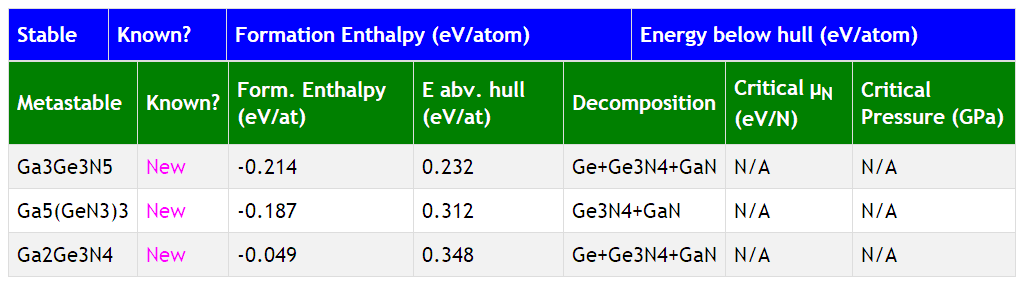 Stable Known? Formation Enthalpy (eV/atom) Energy below hull (eV/atom)
Metastable Known? Form. Enthalpy (eV/at) E abv. hull (eV/at) Decomposition Critical μN (eV/N) Critical Pressure (GPa)
Ga3Ge3N5 New -0.214 0.232 Ge+Ge3N4+GaN N/A N/A
Ga5(GeN3)3 New -0.187 0.312 Ge3N4+GaN N/A N/A
Ga2Ge3N4 New -0.049 0.348 Ge+Ge3N4+GaN N/A N/A